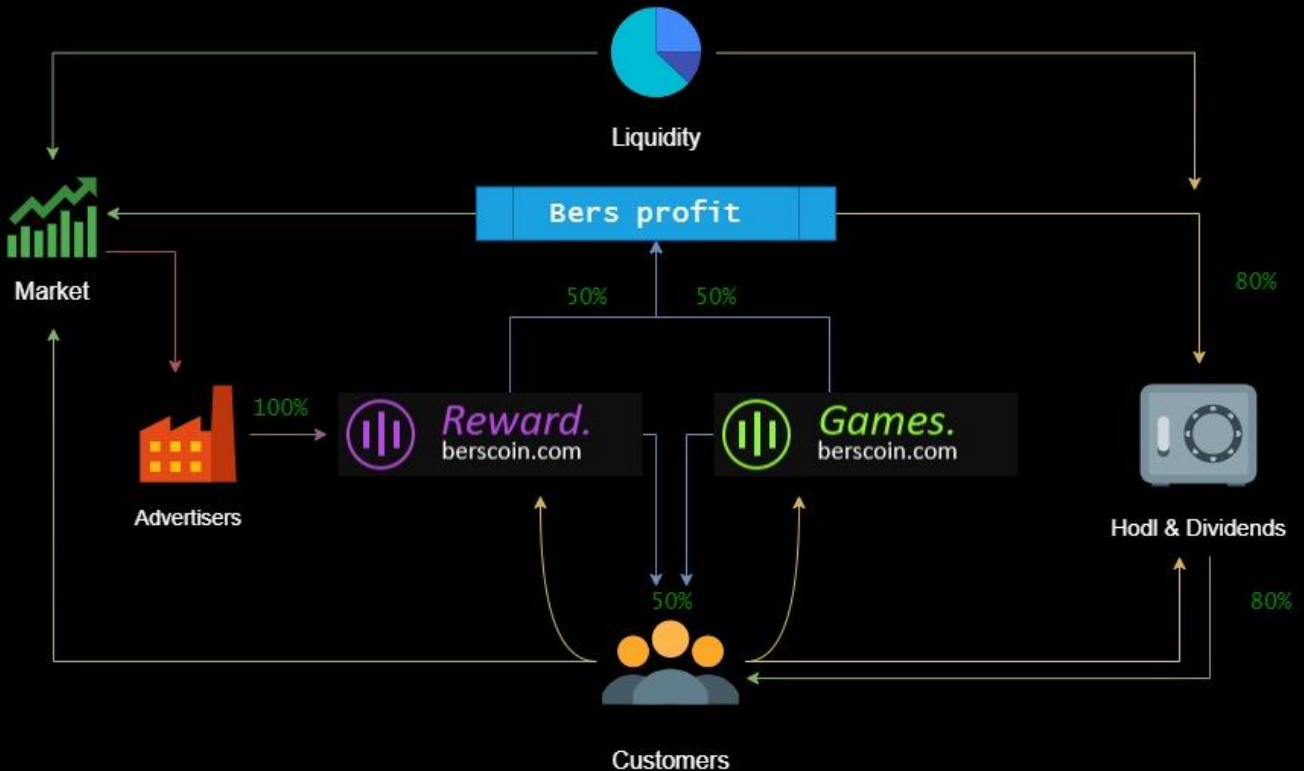 Liquidity
Bers profit
Market
50%
50%
80%
100%
Reward.
berscoin.com
Games.
berscoin.com
Advertisers
Hodl & Dividends
50%
80%
Customers